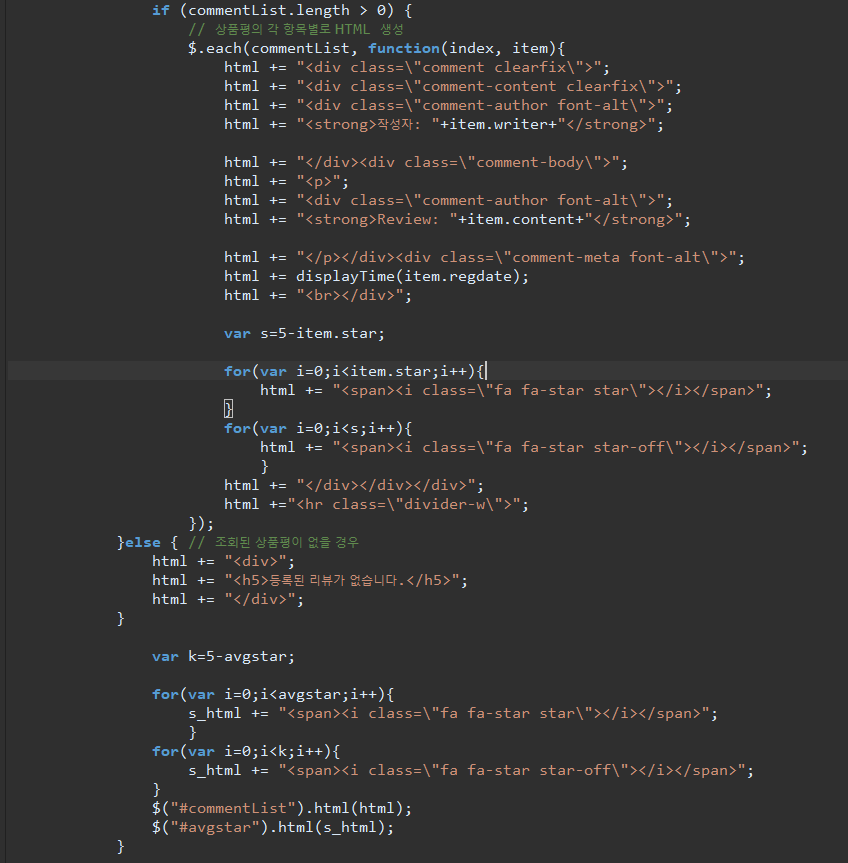 if (commentList.length > 0) {
// 상품평의 각 항목별로 HTML 생성
$.each(commentList, function(index, item){
html += "<div class=\"comment clearfix\">";
html += "<div class=\"comment-content clearfix\">";
html += "<div class=\"comment-author font-alt\">";
html += "<strong>작성자: "+item.writer+"</strong>";
html += "</div><div class=\"comment-body\">";
html += "<p>";
html += "<div class=\"comment-author font-alt\">";
html += "<strong>Review: "+item.content+"</strong>";
html += "</p></div><div class=\"comment-meta font-alt\">";
html += displayTime(item.regdate);
html += "<br></div>";
var s=5-item.star;
for(var i=0;i<item.star;i++){
html += "<span><i class=\"fa fa-star star\"></i></span>";
}
for(var i=0;i<s;i++){
html += "<span><i class=\"fa fa-star star-off\"></i></span>";
}
html += "</div></div></div>";
html +="<hr class=\"divider-w\">";
});
}else { // 조회된 상품평이 없을 경우
html += "<div>";
html += "<h5>등록된 리뷰가 없습니다.</h5>";
html += "</div>";
}
var k=5-avgstar;
for(var i=0;i<avgstar;i++){
s_html += "<span><i class=\"fa fa-star star\"></i></span>";
}
for(var i=0;i<k;i++){
s_html += "<span><i class=\"fa fa-star star-off\"></i></span>";
}
$("#commentList").html(html);
$("#avgstar").html(s_html);
}